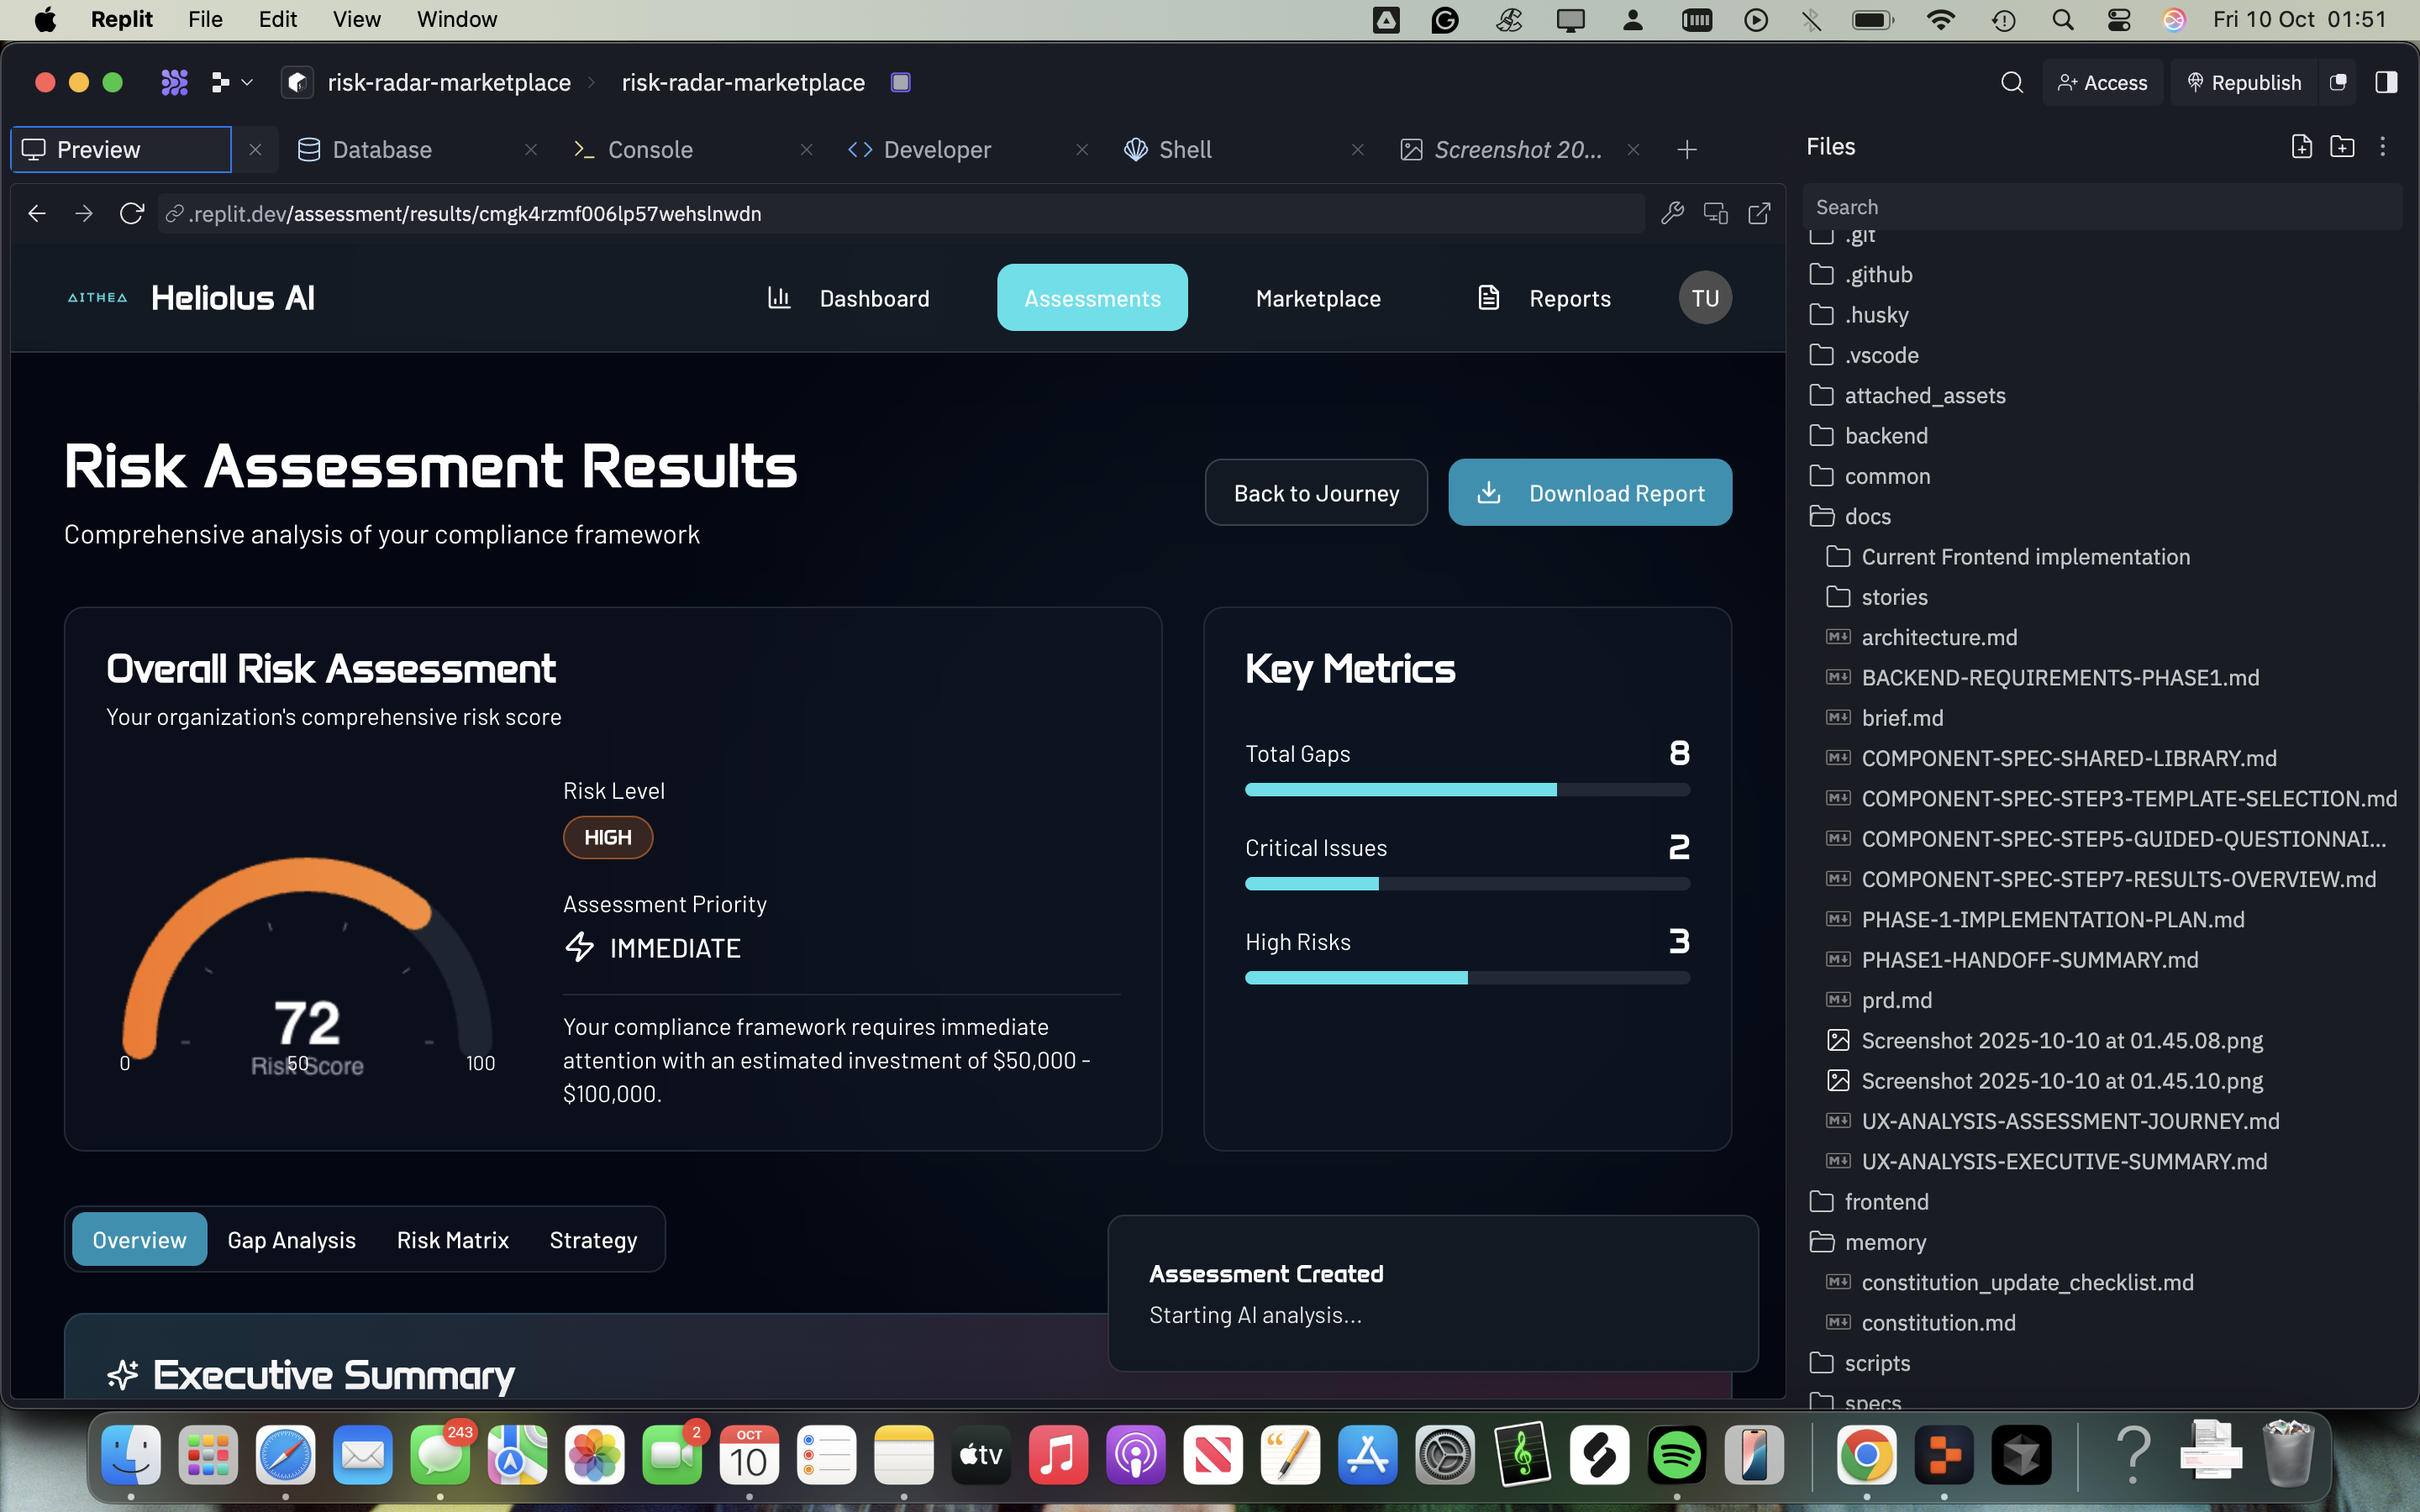 Replit File Edit View Window Fri 10 Oct 01:51
risk-radar-marketplace risk-radar-marketplace Access Republish
Preview Database Console Developer Shell Screenshot 20...
.replit.dev/assessment/results/cmgk4rzmf006lp57wehslnwdn
AITHEA Heliolus AI Dashboard Assessments Marketplace Reports TU
Risk Assessment Results
Comprehensive analysis of your compliance framework
Back to Journey Download Report
Overall Risk Assessment
Your organization's comprehensive risk score
Risk Level
HIGH
Assessment Priority
IMMEDIATE
72
Risk Score
0 50 100
Your compliance framework requires immediate
attention with an estimated investment of $50,000 -
$100,000.
Key Metrics
Total Gaps 8
Critical Issues 2
High Risks 3
Overview Gap Analysis Risk Matrix Strategy
Executive Summary
Assessment Created
Starting AI analysis...
Files
Search
.git
.github
.husky
.vscode
attached_assets
backend
common
docs
Current Frontend implementation
stories
architecture.md
BACKEND-REQUIREMENTS-PHASE1.md
brief.md
COMPONENT-SPEC-SHARED-LIBRARY.md
COMPONENT-SPEC-STEP3-TEMPLATE-SELECTION.md
COMPONENT-SPEC-STEP5-GUIDED-QUESTIONNAI...
COMPONENT-SPEC-STEP7-RESULTS-OVERVIEW.md
PHASE-1-IMPLEMENTATION-PLAN.md
PHASE1-HANDOFF-SUMMARY.md
prd.md
Screenshot 2025-10-10 at 01.45.08.png
Screenshot 2025-10-10 at 01.45.10.png
UX-ANALYSIS-ASSESSMENT-JOURNEY.md
UX-ANALYSIS-EXECUTIVE-SUMMARY.md
frontend
memory
constitution_update_checklist.md
constitution.md
scripts
specs
243 2 OCT 10 tv